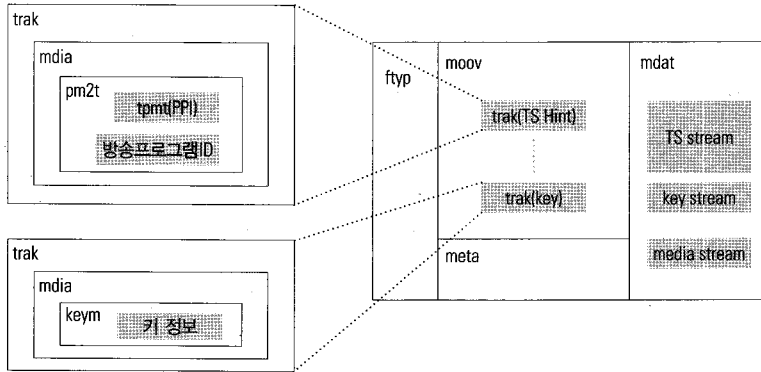 trak
mdia
pm2t
tpmt(PPI)
방송프로그램ID
trak
mdia
keym
키 정보
ftyp
moov
trak(TS Hint)
trak(key)
meta
mdat
TS stream
key stream
media stream